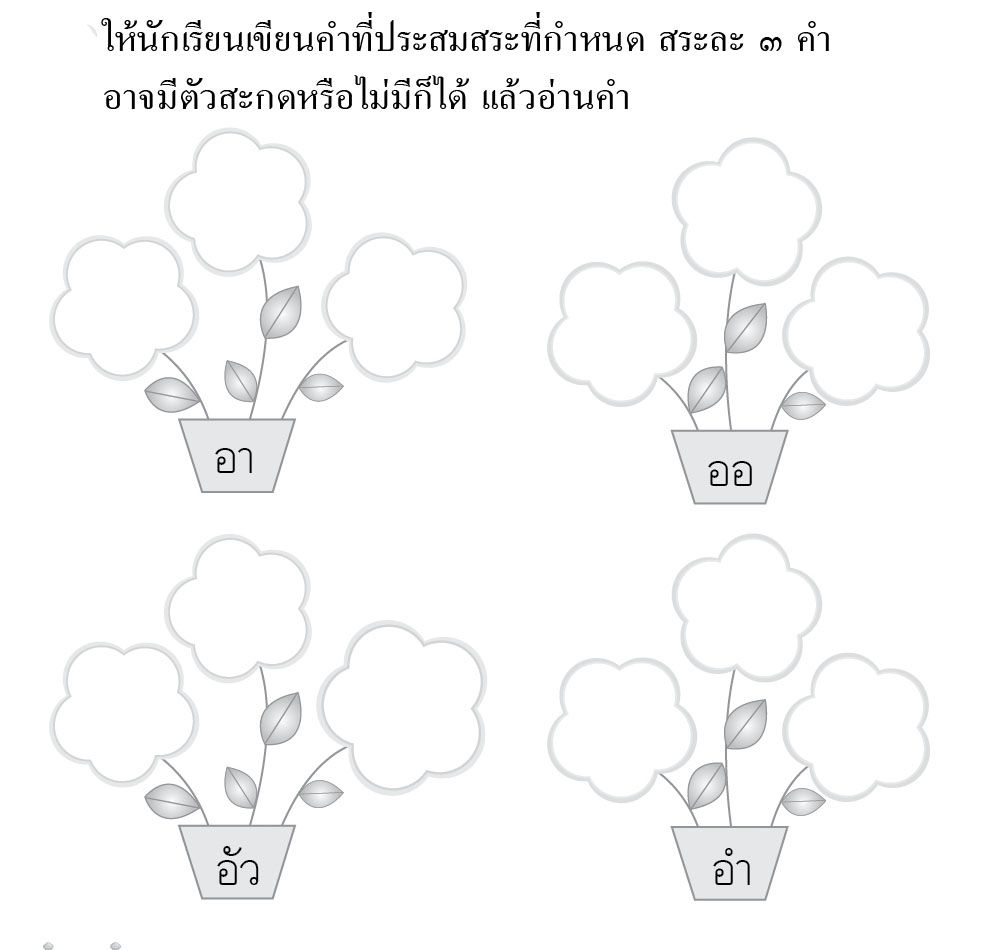 ให้นักเรียนเขียนคำที่ประสมสระที่กำหนด สระละ ๓ คำ
อาจมีตัวสะกดหรือไม่มีก็ได้ แล้วอ่านคำ
อา
ออ
อัว
อำ